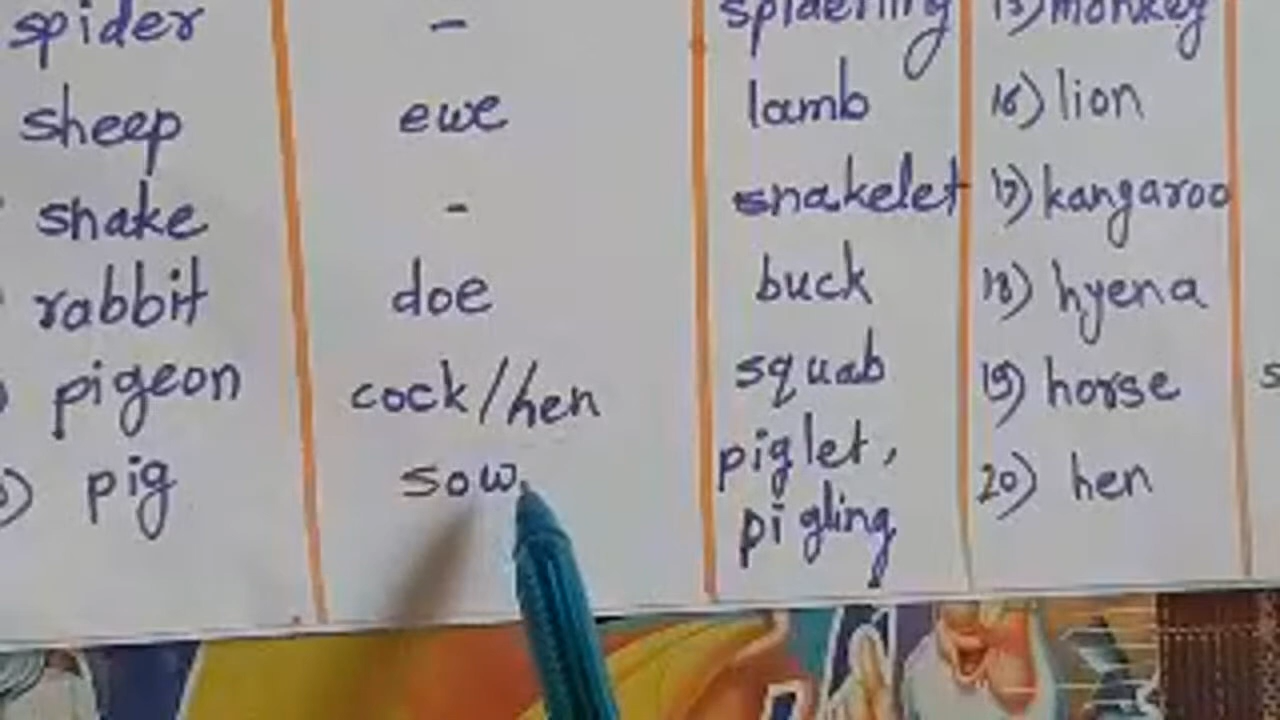 spider - spiderling 15) monkey
sheep ewe lamb 16) lion
snake - snakelet 17) kangaroo
rabbit doe buck 18) hyena
pigeon cock/hen squab 19) horse
pig sow piglet, 20) hen
pigling